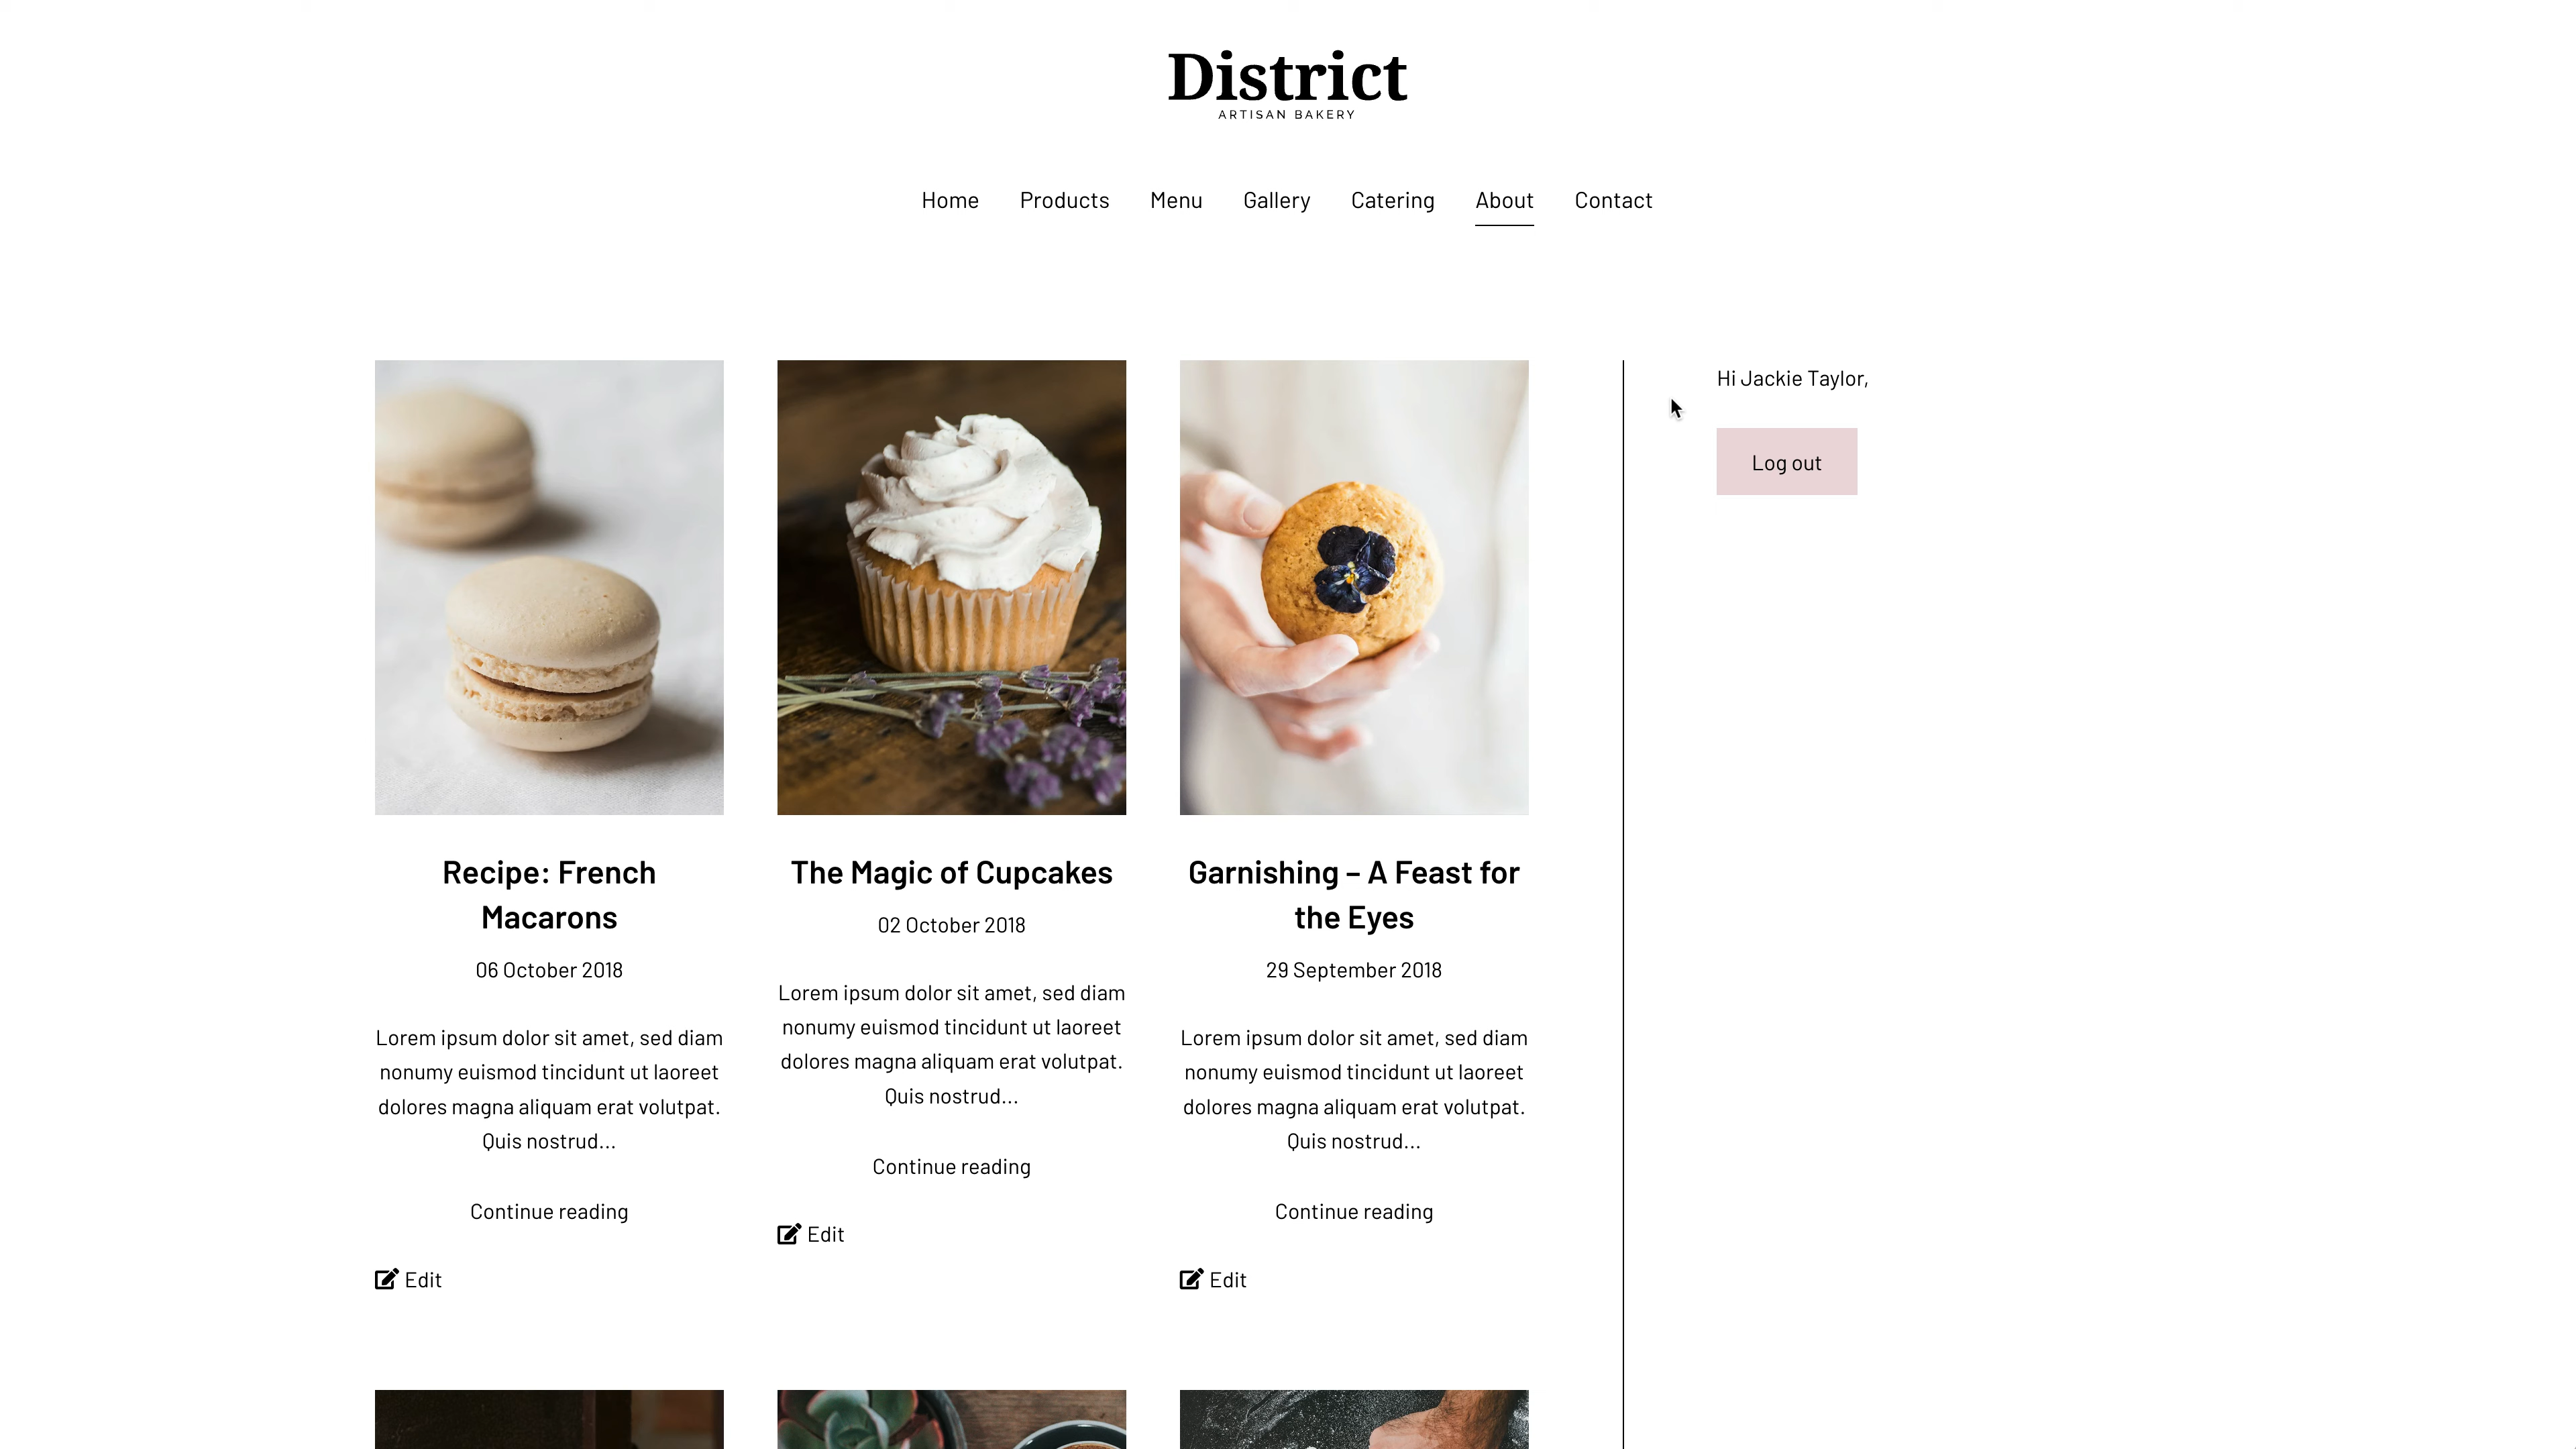 District
ARTISAN BAKERY
Home Products Menu Gallery Catering About Contact
Recipe: French
Macarons
06 October 2018
Lorem ipsum dolor sit amet, sed diam
nonumy euismod tincidunt ut laoreet
dolores magna aliquam erat volutpat.
Quis nostrud...
Continue reading
Edit
The Magic of Cupcakes
02 October 2018
Lorem ipsum dolor sit amet, sed diam
nonumy euismod tincidunt ut laoreet
dolores magna aliquam erat volutpat.
Quis nostrud...
Continue reading
Edit
Garnishing – A Feast for
the Eyes
29 September 2018
Lorem ipsum dolor sit amet, sed diam
nonumy euismod tincidunt ut laoreet
dolores magna aliquam erat volutpat.
Quis nostrud...
Continue reading
Edit
Hi Jackie Taylor,
Log out